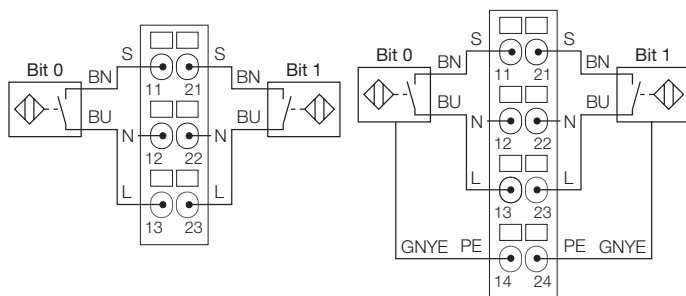 S S
Bit 0 BN 11 21 BN Bit 1
BU BU
N N
12 22
L L
13 23
S S
Bit 0 BN 11 21 BN Bit 1
BU BU
N N
12 22
L L
13 23
GNYE PE PE GNYE
14 24